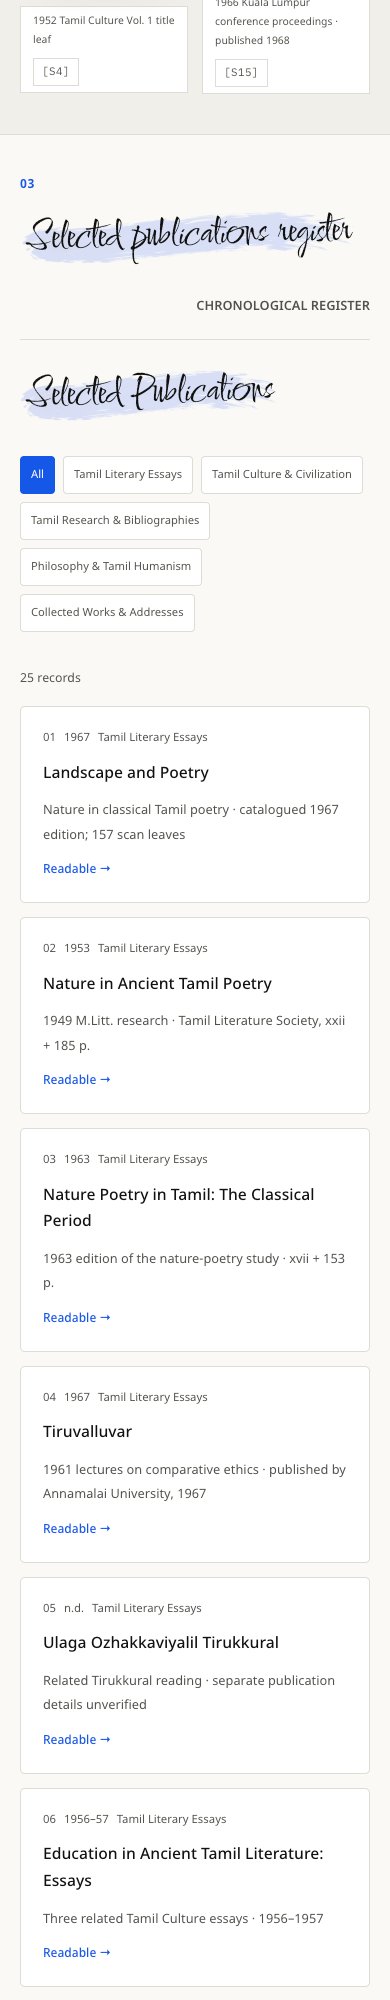 1952 Tamil Culture Vol. 1 title
leaf
[S4]
1966 Kuala Lumpur
conference proceedings ·
published 1968
[S15]
03
Selected publications register
CHRONOLOGICAL REGISTER
Selected Publications
All
Tamil Literary Essays
Tamil Culture & Civilization
Tamil Research & Bibliographies
Philosophy & Tamil Humanism
Collected Works & Addresses
25 records
01 1967 Tamil Literary Essays
Landscape and Poetry
Nature in classical Tamil poetry · catalogued 1967
edition; 157 scan leaves
Readable →
02 1953 Tamil Literary Essays
Nature in Ancient Tamil Poetry
1949 M.Litt. research · Tamil Literature Society, xxii
+ 185 p.
Readable →
03 1963 Tamil Literary Essays
Nature Poetry in Tamil: The Classical
Period
1963 edition of the nature-poetry study · xvii + 153
p.
Readable →
04 1967 Tamil Literary Essays
Tiruvalluvar
1961 lectures on comparative ethics · published by
Annamalai University, 1967
Readable →
05 n.d. Tamil Literary Essays
Ulaga Ozhakkaviyalil Tirukkural
Related Tirukkural reading · separate publication
details unverified
Readable →
06 1956–57 Tamil Literary Essays
Education in Ancient Tamil Literature:
Essays
Three related Tamil Culture essays · 1956–1957
Readable →